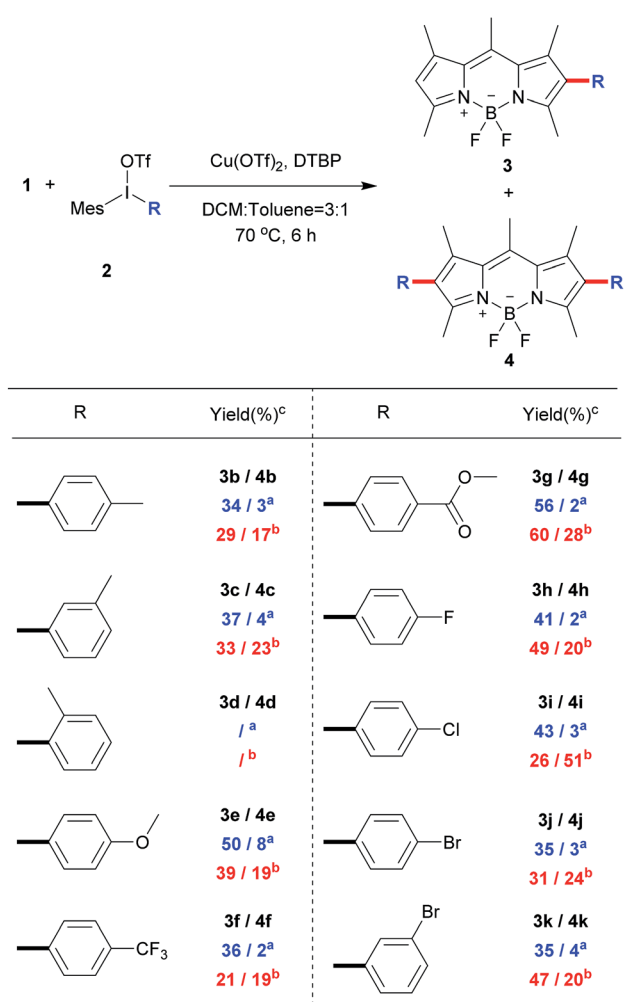 R
N
N
+
−
B
F
F
3
+
1 +
OTf
I
Mes
R
2
Cu(OTf)₂, DTBP
DCM:Toluene=3:1
70 °C, 6 h
R
R
N
N
+
−
B
F
F
4
R Yield(%)ᶜ R Yield(%)ᶜ
3b / 4b
34 / 3ᵃ
29 / 17ᵇ
O
O
3g / 4g
56 / 2ᵃ
60 / 28ᵇ
3c / 4c
37 / 4ᵃ
33 / 23ᵇ
F
3h / 4h
41 / 2ᵃ
49 / 20ᵇ
3d / 4d
/ ᵃ
/ ᵇ
Cl
3i / 4i
43 / 3ᵃ
26 / 51ᵇ
O
3e / 4e
50 / 8ᵃ
39 / 19ᵇ
Br
3j / 4j
35 / 3ᵃ
31 / 24ᵇ
CF₃
3f / 4f
36 / 2ᵃ
21 / 19ᵇ
Br
3k / 4k
35 / 4ᵃ
47 / 20ᵇ